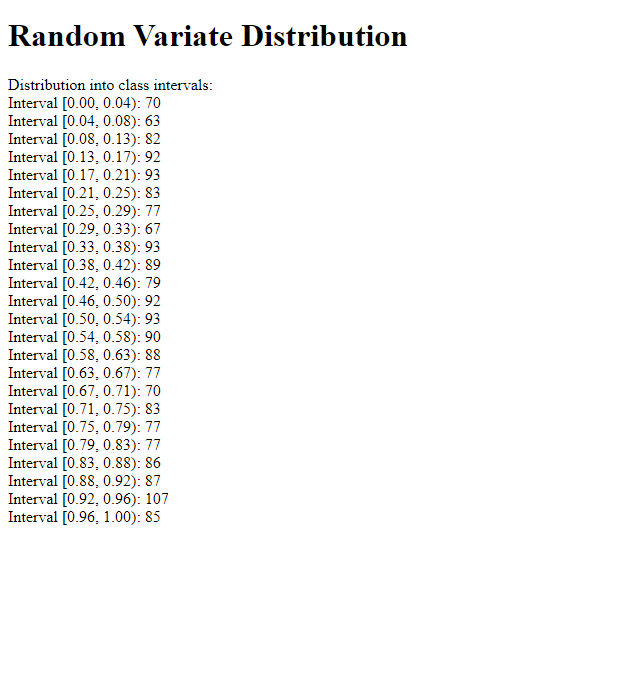 Random Variate Distribution
Distribution into class intervals:
Interval [0.00, 0.04): 70
Interval [0.04, 0.08): 63
Interval [0.08, 0.13): 82
Interval [0.13, 0.17): 92
Interval [0.17, 0.21): 93
Interval [0.21, 0.25): 83
Interval [0.25, 0.29): 77
Interval [0.29, 0.33): 67
Interval [0.33, 0.38): 93
Interval [0.38, 0.42): 89
Interval [0.42, 0.46): 79
Interval [0.46, 0.50): 92
Interval [0.50, 0.54): 93
Interval [0.54, 0.58): 90
Interval [0.58, 0.63): 88
Interval [0.63, 0.67): 77
Interval [0.67, 0.71): 70
Interval [0.71, 0.75): 83
Interval [0.75, 0.79): 77
Interval [0.79, 0.83): 77
Interval [0.83, 0.88): 86
Interval [0.88, 0.92): 87
Interval [0.92, 0.96): 107
Interval [0.96, 1.00): 85